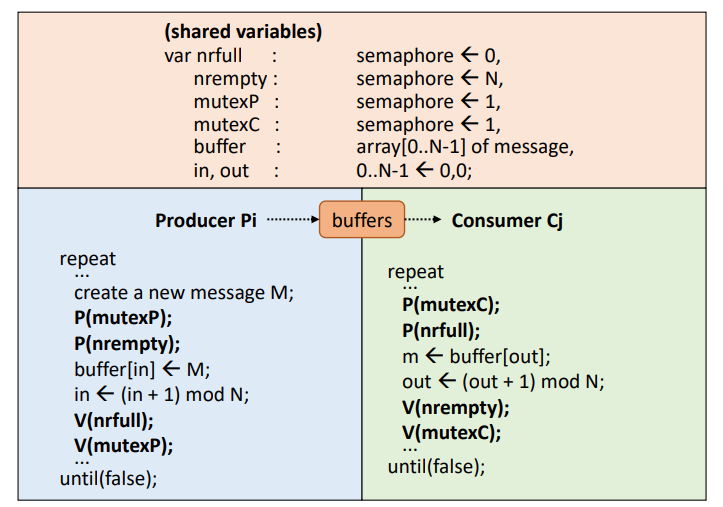 (shared variables)
var nrfull : semaphore ← 0,
nrempty : semaphore ← N,
mutexP : semaphore ← 1,
mutexC : semaphore ← 1,
buffer : array[0..N-1] of message,
in, out : 0..N-1 ← 0,0;
Producer Pi buffers Consumer Cj
repeat
...
create a new message M;
P(mutexP);
P(nrempty);
buffer[in] ← M;
in ← (in + 1) mod N;
V(nrfull);
V(mutexP);
...
until(false);
repeat
...
P(mutexC);
P(nrfull);
m ← buffer[out];
out ← (out + 1) mod N;
V(nrempty);
V(mutexC);
...
until(false);